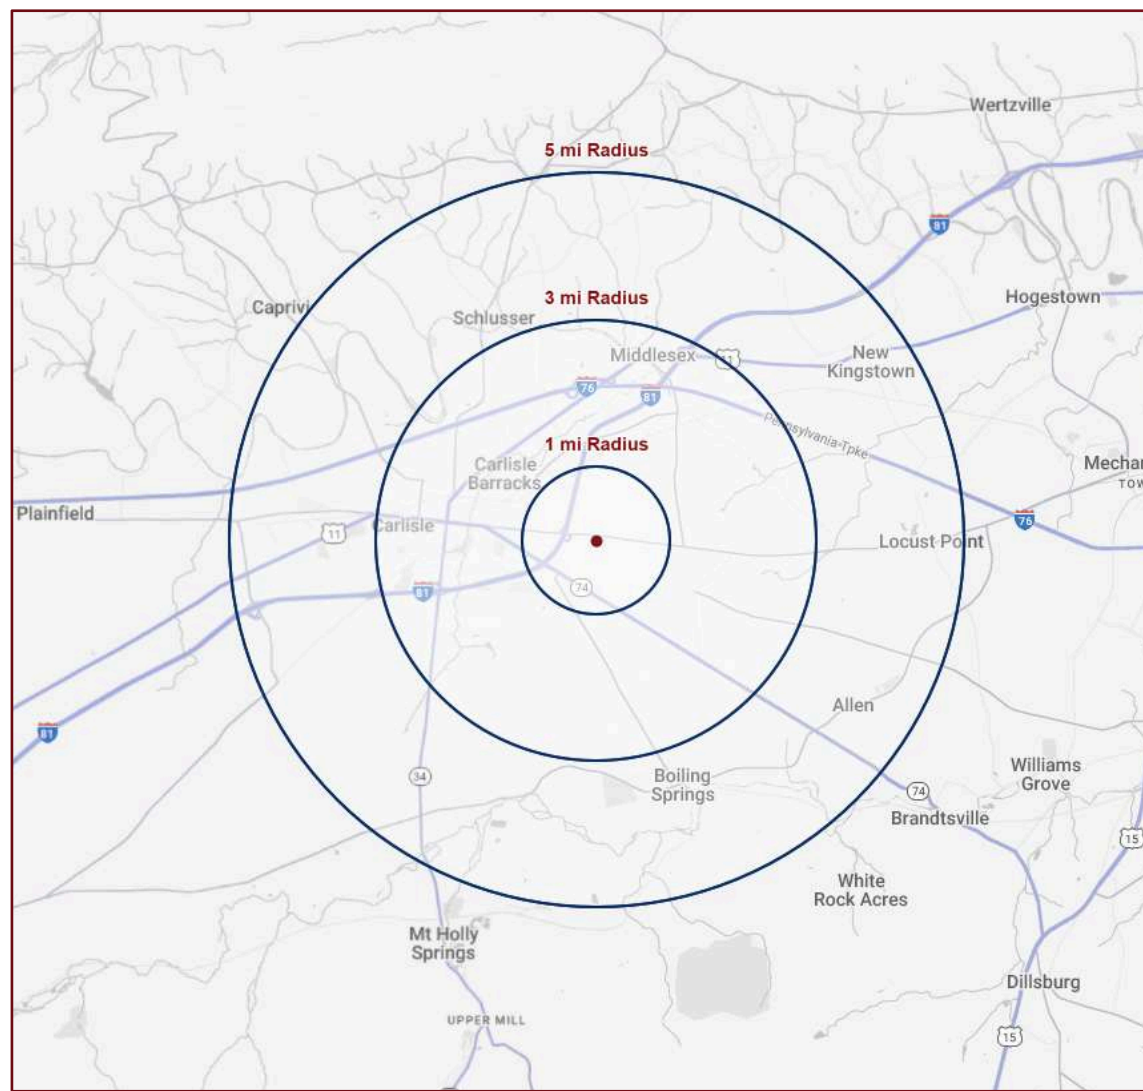 Wertzville
5 mi Radius
81
Hogestown
Caprivi
3 mi Radius
Schlusser
Middlesex
11
New
Kingstown
76
81
Pennsylvania-Tpke
1 mi Radius
Carlisle
Barracks
Mechan
TOW
Plainfield
11
Carlisle
76
Locust Point
81
74
Allen
81
34
Boiling
Springs
Williams
Grove
74
Brandtsville
15
White
Rock Acres
Mt Holly
Springs
Dillsburg
UPPER MILL
15